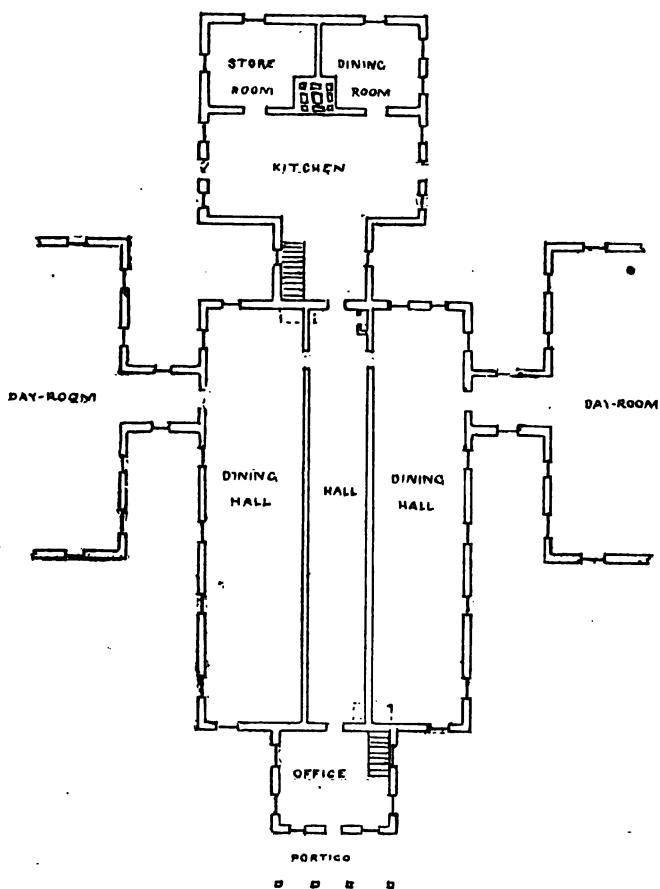 STORE
ROOM
DINING
ROOM
KITCHEN
DAY-ROOM
DAY-ROOM
DINING
HALL
HALL
DINING
HALL
OFFICE
PORTICO